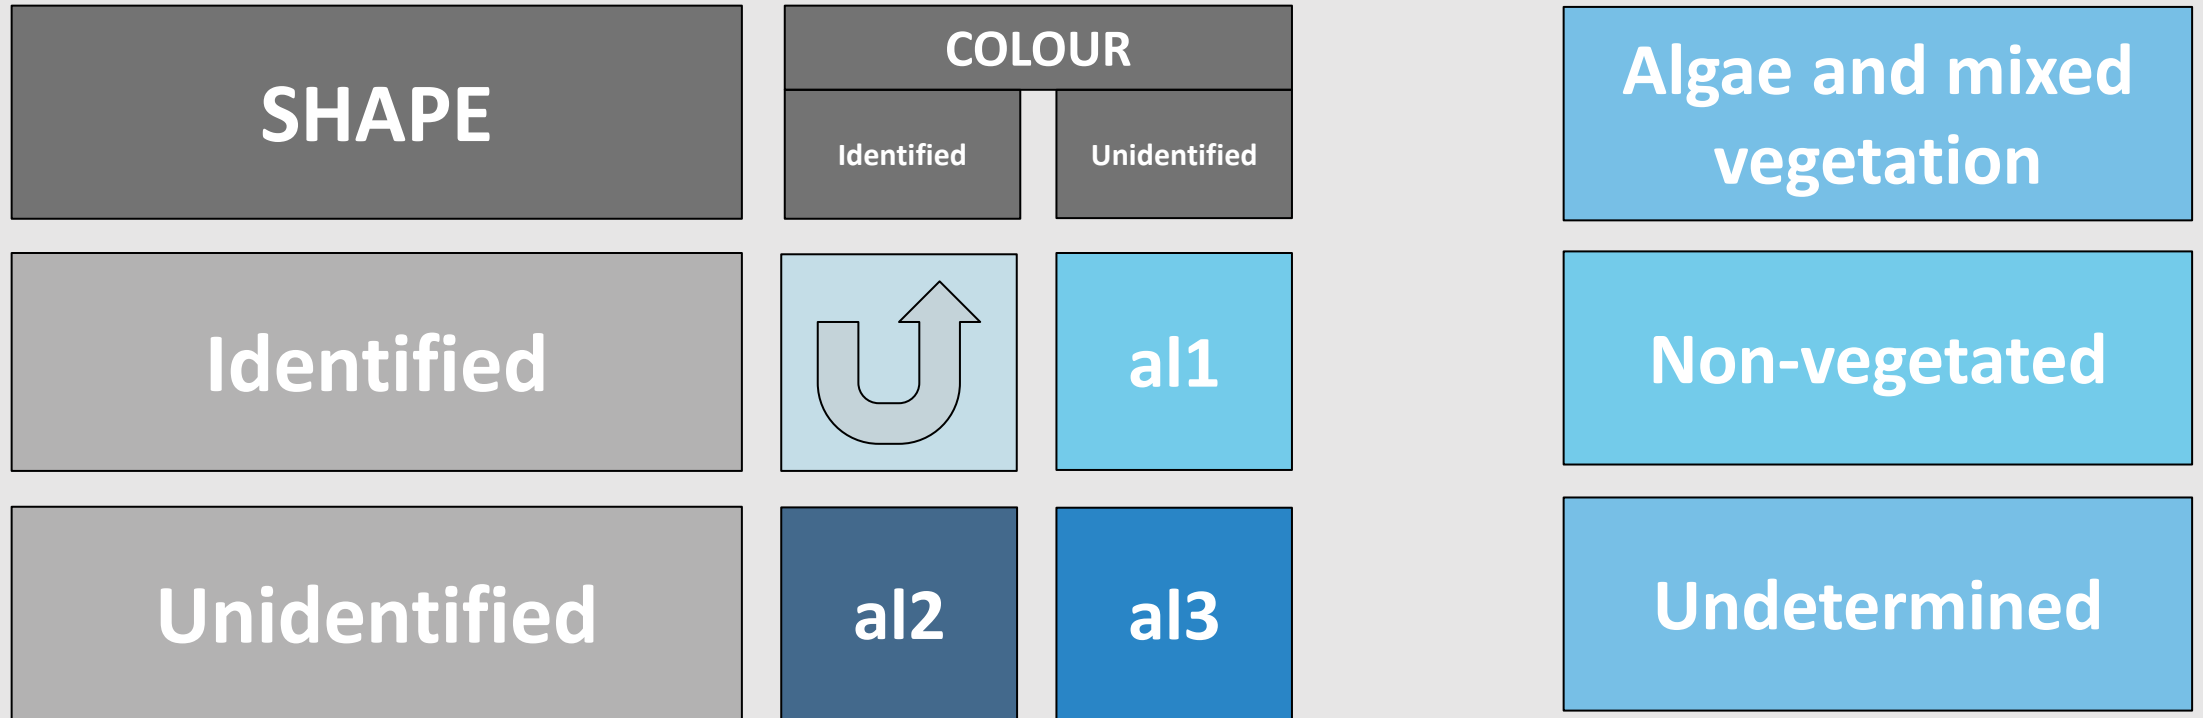 SHAPE
COLOUR
Identified
Unidentified
Algae and mixed
vegetation
Identified
al1
Non-vegetated
Unidentified
al2
al3
Undetermined